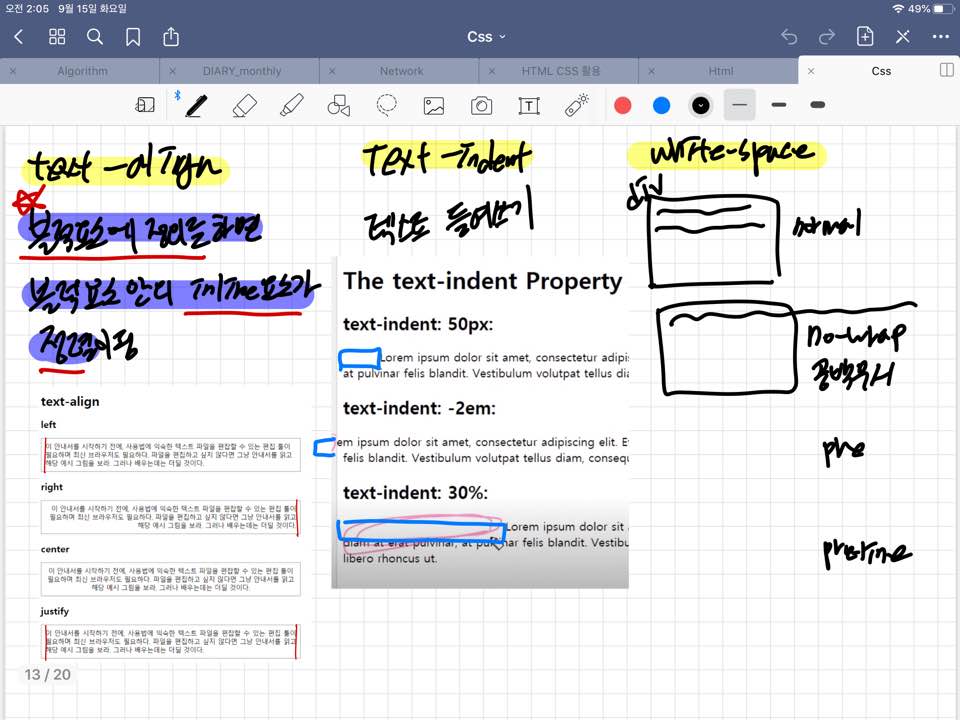 오전 2:05 9월 15일 화요일
49%
Css
Algorithm
DIARY_monthly
Network
HTML CSS 활용
Html
Css
text-align
블럭요소에 정의를 하면
블럭요소 안의 inline요소가
정렬이됨
text-align
left
이 안내서를 시작하기 전에, 사용법에 익숙한 텍스트 파일을 편집할 수 있는 편집 툴이
필요하며 최신 브라우저도 필요하다. 파일을 편집하고 싶지 않다면 그냥 안내서를 읽고
해당 예시 그림을 보라. 그러나 배우는데는 더딜 것이다.
right
이 안내서를 시작하기 전에, 사용법에 익숙한 텍스트 파일을 편집할 수 있는 편집 툴이
필요하며 최신 브라우저도 필요하다. 파일을 편집하고 싶지 않다면 그냥 안내서를 읽고
해당 예시 그림을 보라. 그러나 배우는데는 더딜 것이다.
center
이 안내서를 시작하기 전에, 사용법에 익숙한 텍스트 파일을 편집할 수 있는 편집 툴이
필요하며 최신 브라우저도 필요하다. 파일을 편집하고 싶지 않다면 그냥 안내서를 읽고
해당 예시 그림을 보라. 그러나 배우는데는 더딜 것이다.
justify
이 안내서를 시작하기 전에, 사용법에 익숙한 텍스트 파일을 편집할 수 있는 편집 툴이
필요하며 최신 브라우저도 필요하다. 파일을 편집하고 싶지 않다면 그냥 안내서를 읽고
해당 예시 그림을 보라. 그러나 배우는데는 더딜 것이다.
13 / 20
Text-indent
텍스트 들여쓰기
The text-indent Property
text-indent: 50px:
Lorem ipsum dolor sit amet, consectetur adipis
at pulvinar felis blandit. Vestibulum volutpat tellus dia
text-indent: -2em:
em ipsum dolor sit amet, consectetur adipiscing elit. E
felis blandit. Vestibulum volutpat tellus diam, consequ
text-indent: 30%:
Lorem ipsum dolor sit
diam at erat pulvinar, at pulvinar felis blandit. Vestibu
libero rhoncus ut.
white-space
div
normal
no-wrap
공백무시
pre
pre-line